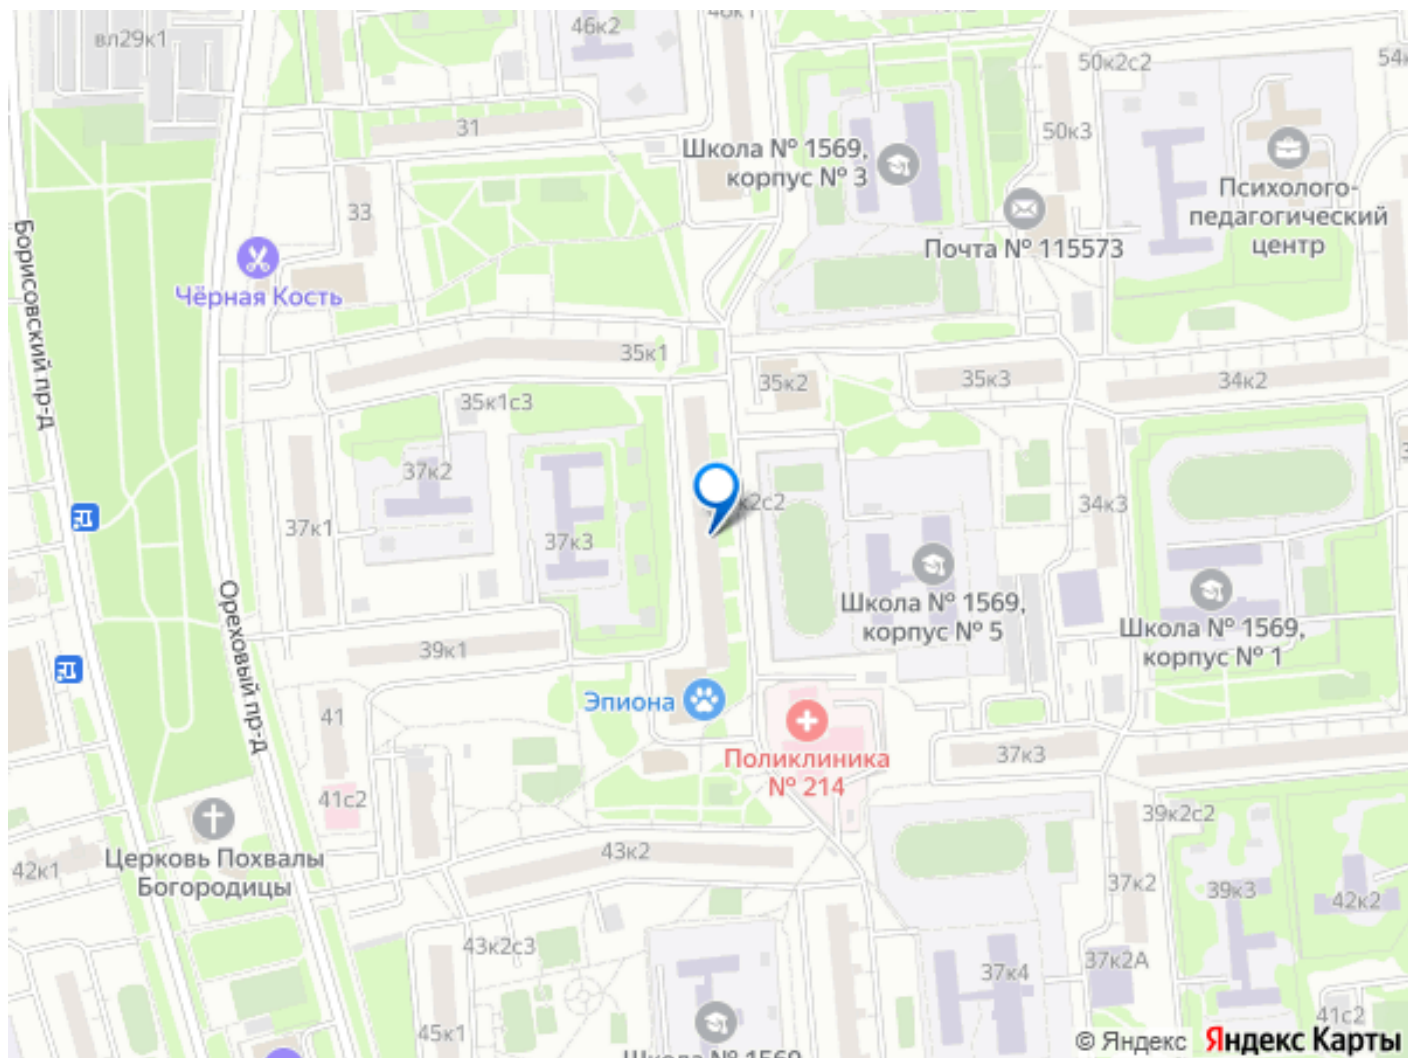 вл29к1
46к2
50к2с2
31
50к3
Школа № 1569,
корпус № 3
Психолого-
педагогический
центр
33
Почта № 115573
Борисовский пр-д
Чёрная Кость
35к1
35к2
35к3
34к2
35к1с3
37к2
37к1
37к3
к2с2
34к3
Ореховый пр-д
Школа № 1569,
корпус № 5
Школа № 1569,
корпус № 1
39к1
Эпиона
41
Поликлиника
№ 214
37к3
41с2
39к2с2
Церковь Похвалы
Богородицы
42к1
43к2
37к2
39к3
42к2
43к2с3
37к4
37к2А
45к1
41с2
Школа № 1569
© Яндекс Яндекс Карты